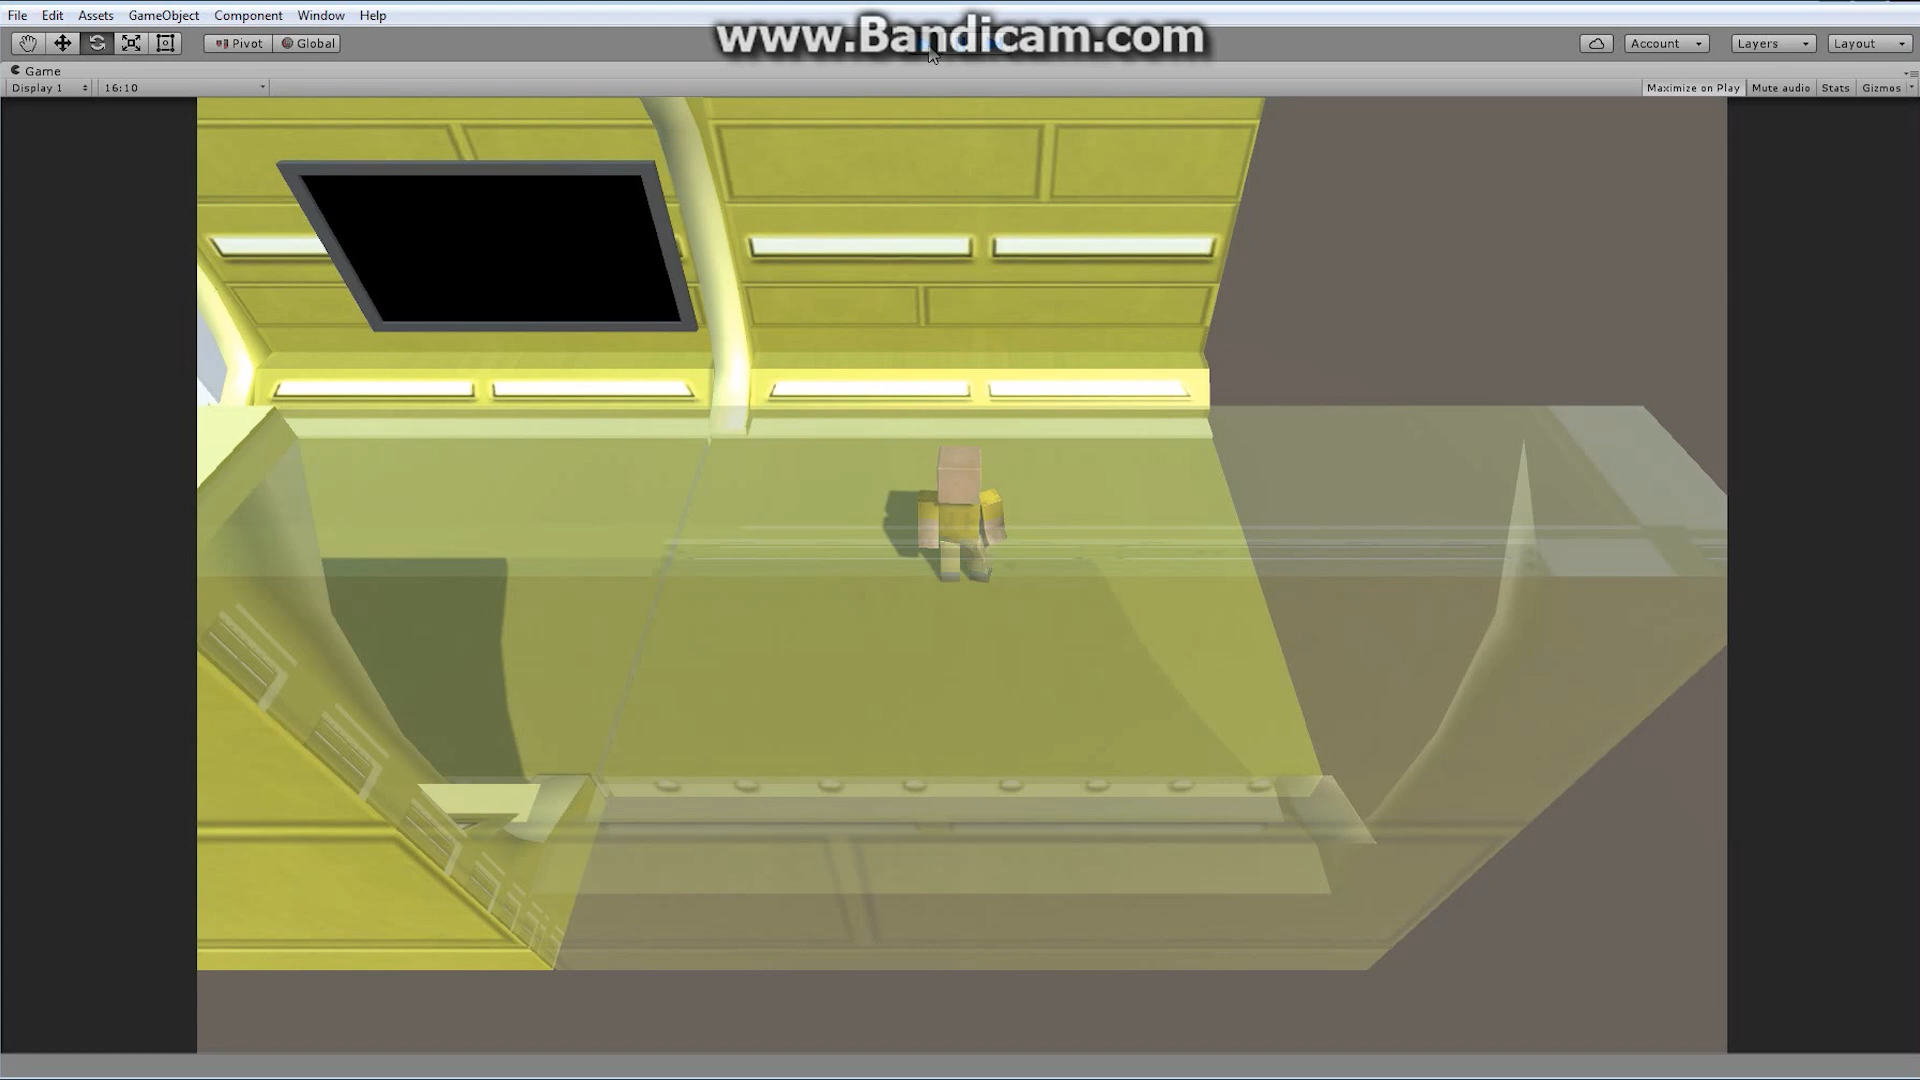 File Edit Assets GameObject Component Window Help
www.Bandicam.com
Pivot Global Account Layers Layout
Game
Display 1 16:10 Maximize on Play Mute audio Stats Gizmos